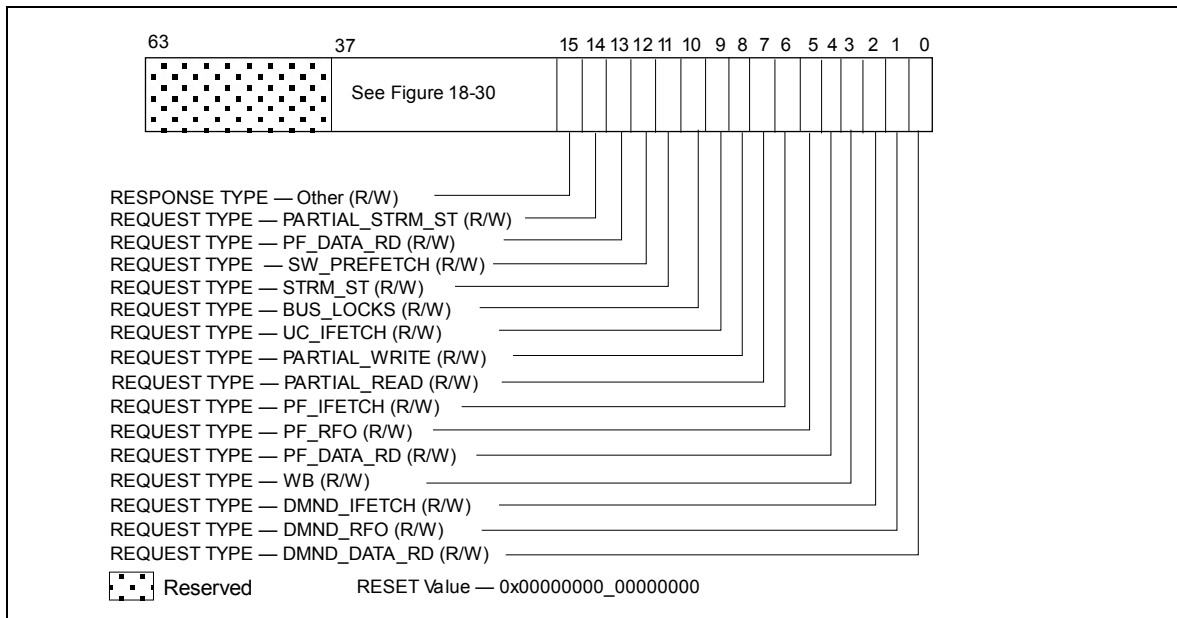 63 37 15 14 13 12 11 10 9 8 7 6 5 4 3 2 1 0
See Figure 18-30
RESPONSE TYPE — Other (R/W)
REQUEST TYPE — PARTIAL_STRM_ST (R/W)
REQUEST TYPE — PF_DATA_RD (R/W)
REQUEST TYPE — SW_PREFETCH (R/W)
REQUEST TYPE — STRM_ST (R/W)
REQUEST TYPE — BUS_LOCKS (R/W)
REQUEST TYPE — UC_IFETCH (R/W)
REQUEST TYPE — PARTIAL_WRITE (R/W)
REQUEST TYPE — PARTIAL_READ (R/W)
REQUEST TYPE — PF_IFETCH (R/W)
REQUEST TYPE — PF_RFO (R/W)
REQUEST TYPE — PF_DATA_RD (R/W)
REQUEST TYPE — WB (R/W)
REQUEST TYPE — DMND_IFETCH (R/W)
REQUEST TYPE — DMND_RFO (R/W)
REQUEST TYPE — DMND_DATA_RD (R/W)
Reserved RESET Value — 0x00000000_00000000